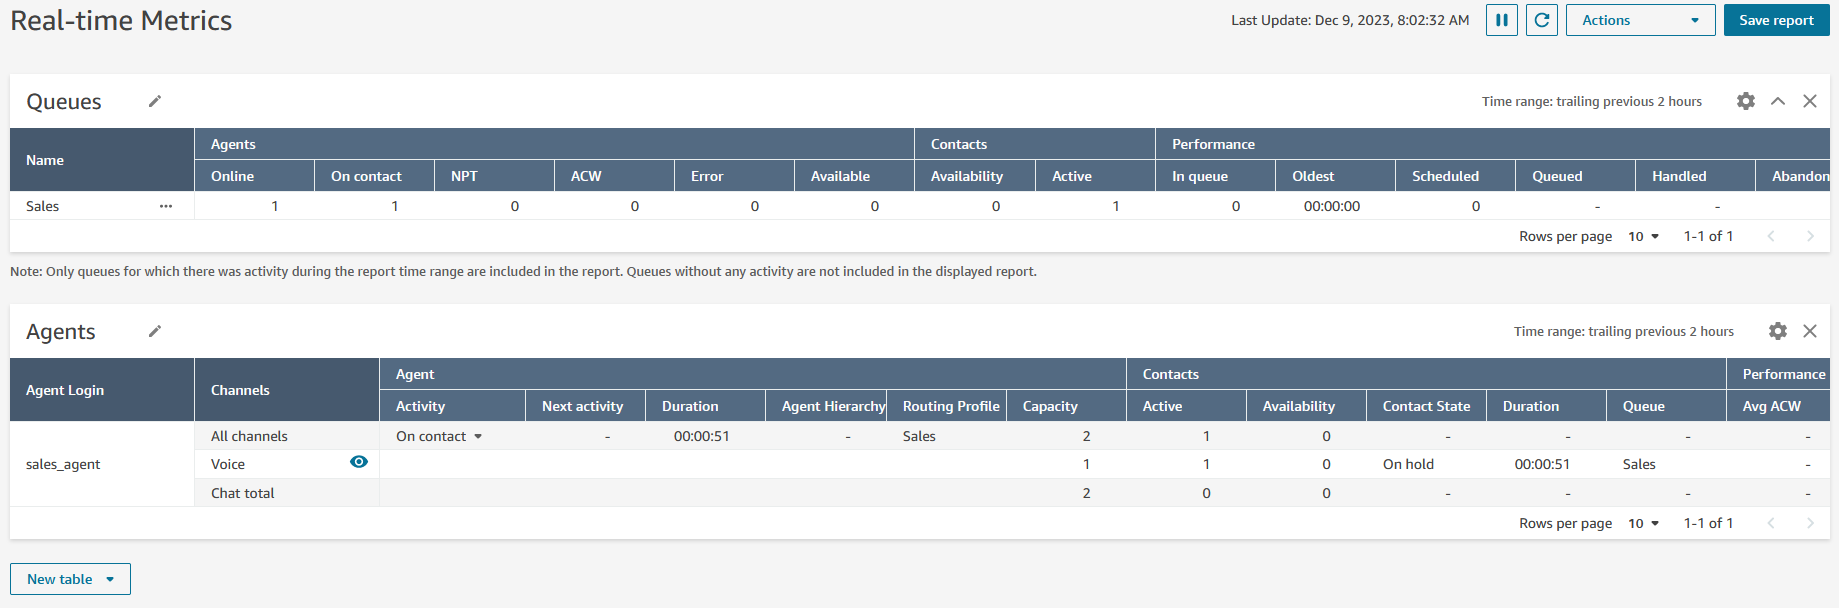 Real-time Metrics
Last Update: Dec 9, 2023, 8:02:32 AM
Actions
Save report
Queues
Time range: trailing previous 2 hours
Name Agents Contacts Performance
Online On contact NPT ACW Error Available Availability Active In queue Oldest Scheduled Queued Handled Abandon
Sales ... 1 1 0 0 0 0 0 1 0 00:00:00 0 - -
Rows per page 10 1-1 of 1
Note: Only queues for which there was activity during the report time range are included in the report. Queues without any activity are not included in the displayed report.
Agents
Time range: trailing previous 2 hours
Agent Login Channels Agent Contacts Performance
Activity Next activity Duration Agent Hierarchy Routing Profile Capacity Active Availability Contact State Duration Queue Avg ACW
All channels On contact - 00:00:51 - Sales 2 1 0 - - - -
sales_agent Voice 1 1 0 On hold 00:00:51 Sales -
Chat total 2 0 0 - - - -
Rows per page 10 1-1 of 1
New table